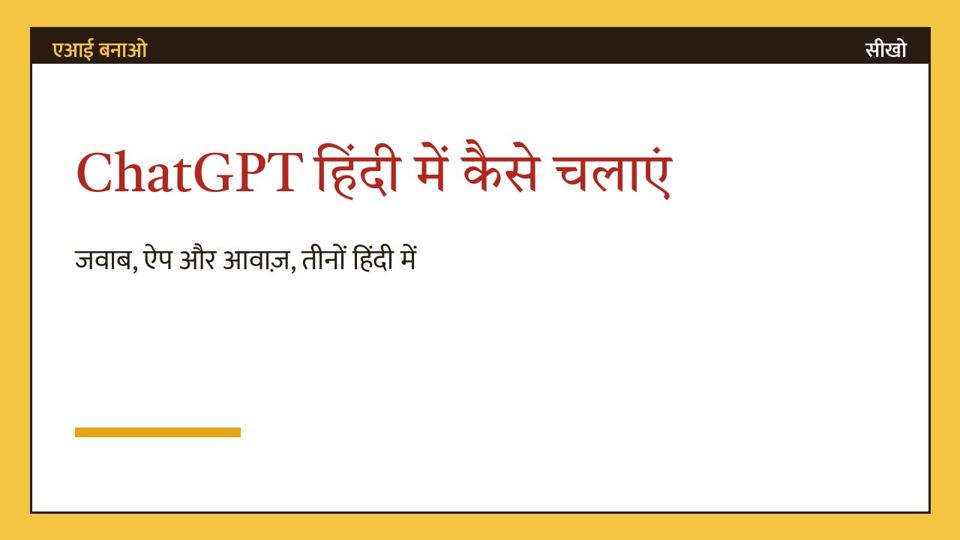 एआई बनाओ
सीखो
ChatGPT हिंदी में कैसे चलाएं
जवाब, ऐप और आवाज़, तीनों हिंदी में